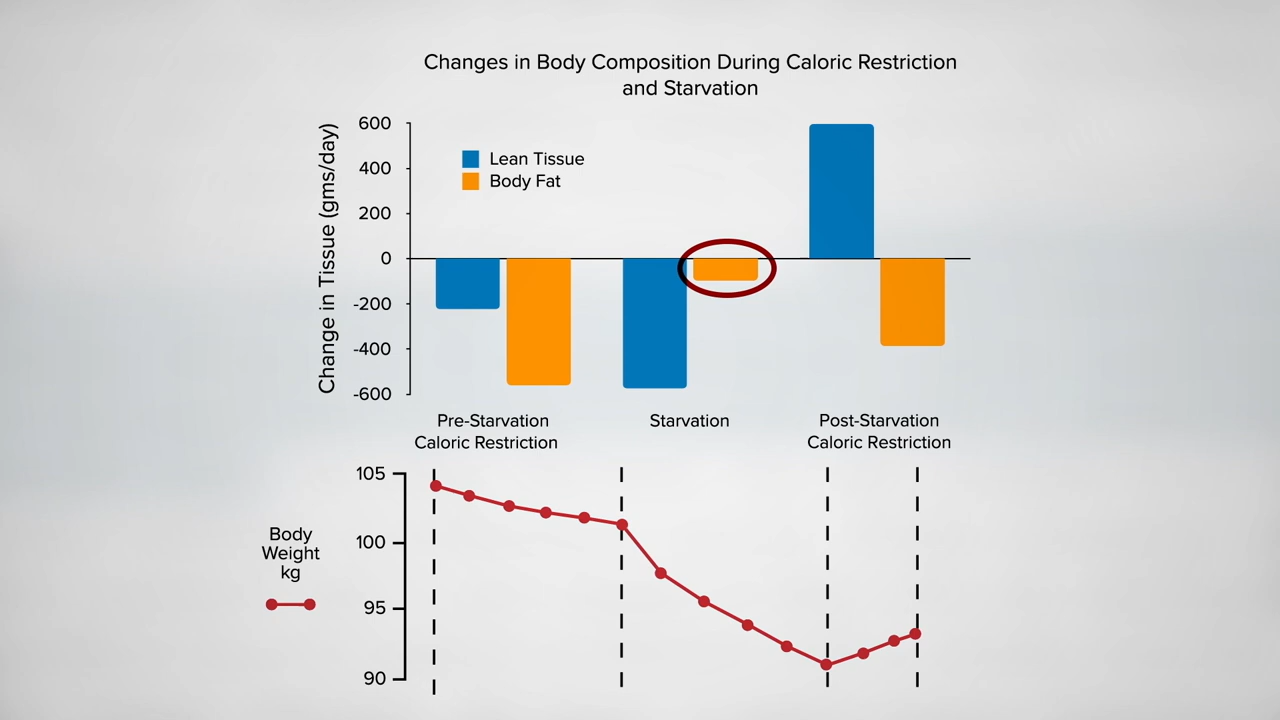 Changes in Body Composition During Caloric Restriction
and Starvation
Change in Tissue (gms/day)
600
400
200
0
-200
-400
-600
Lean Tissue
Body Fat
Pre-Starvation
Caloric Restriction
Starvation
Post-Starvation
Caloric Restriction
Body
Weight
kg
105
100
95
90